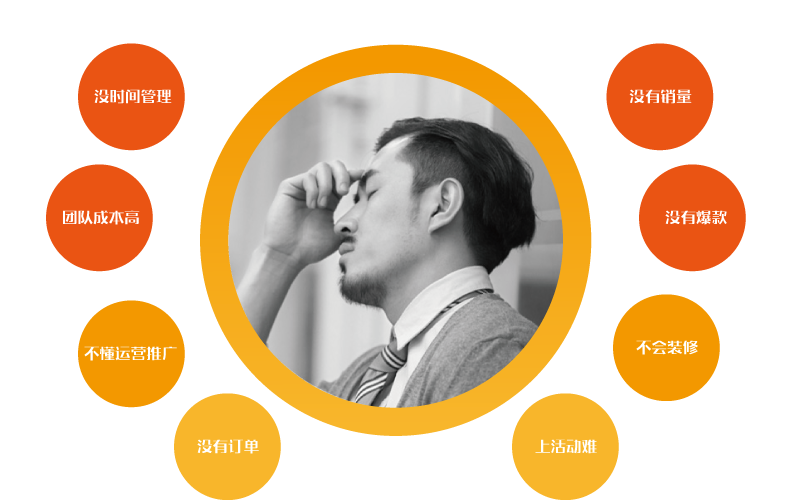 没时间管理
没有销量
团队成本高
没有爆款
不懂运营推广
不会装修
没有订单
上活动难